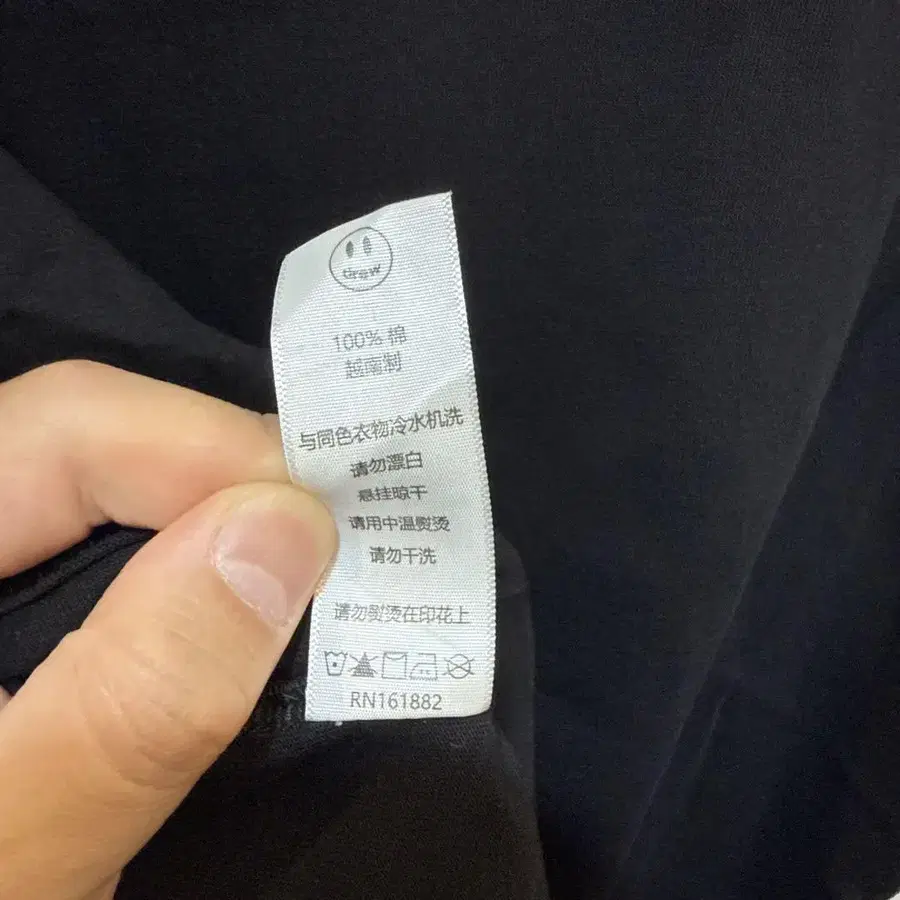 drew
100% 棉
越南制
与同色衣物冷水机洗
请勿漂白
悬挂晾干
请用中温熨烫
请勿干洗
请勿熨烫在印花上
RN161882